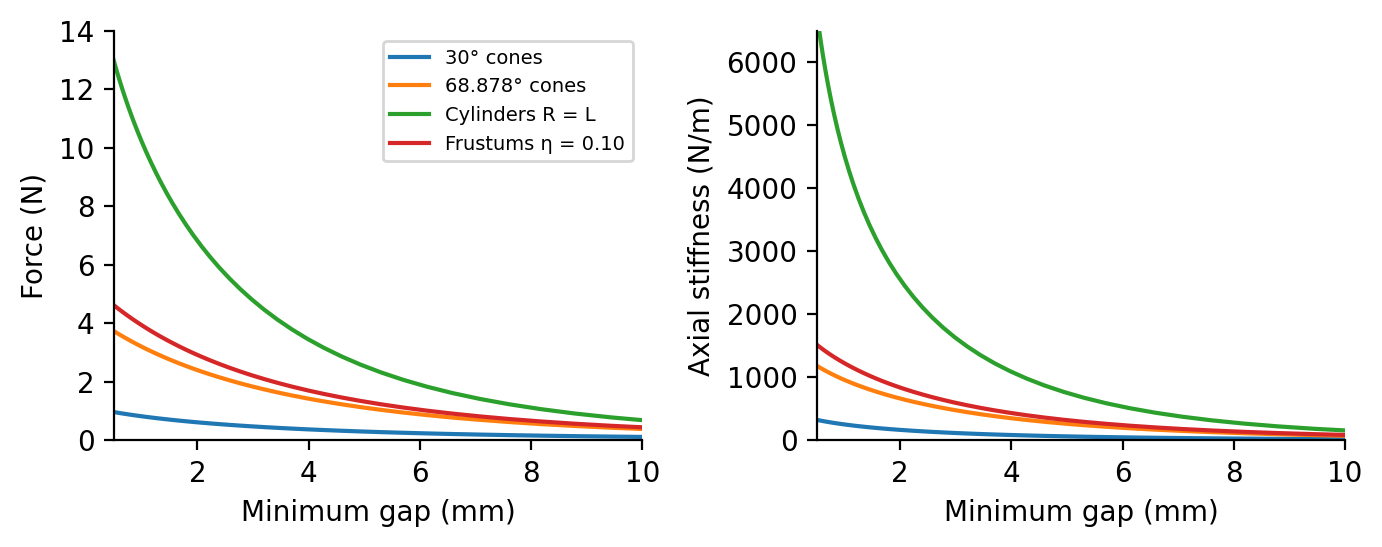 14
12
10
8
6
4
2
0
Force (N)
2 4 6 8 10
Minimum gap (mm)
30° cones
68.878° cones
Cylinders R = L
Frustums η = 0.10
6000
5000
4000
3000
2000
1000
0
Axial stiffness (N/m)
2 4 6 8 10
Minimum gap (mm)